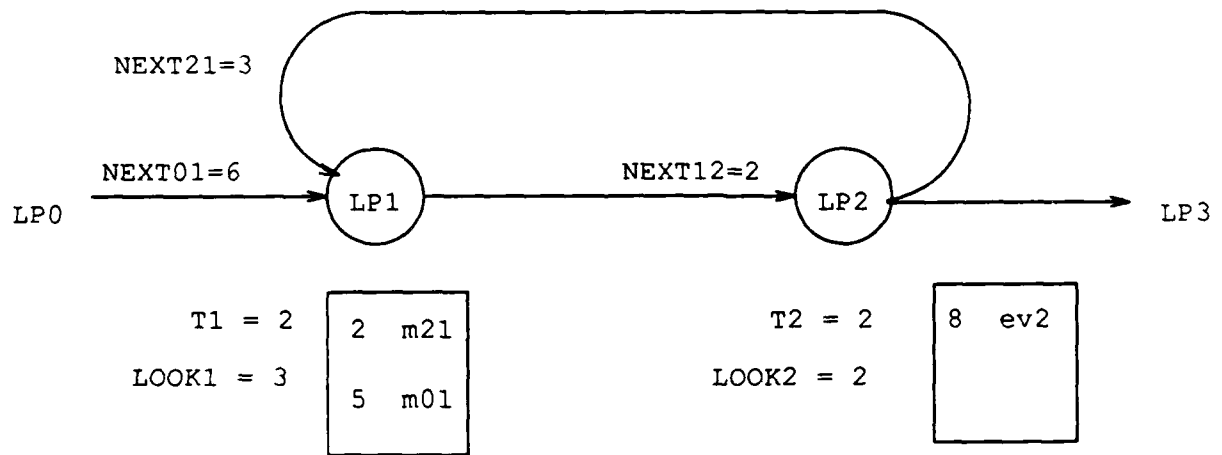 NEXT21=3
NEXT01=6
NEXT12=2
LP0
LP1
LP2
LP3
T1 = 2
LOOK1 = 3
2 m21
5 m01
T2 = 2
LOOK2 = 2
8 ev2